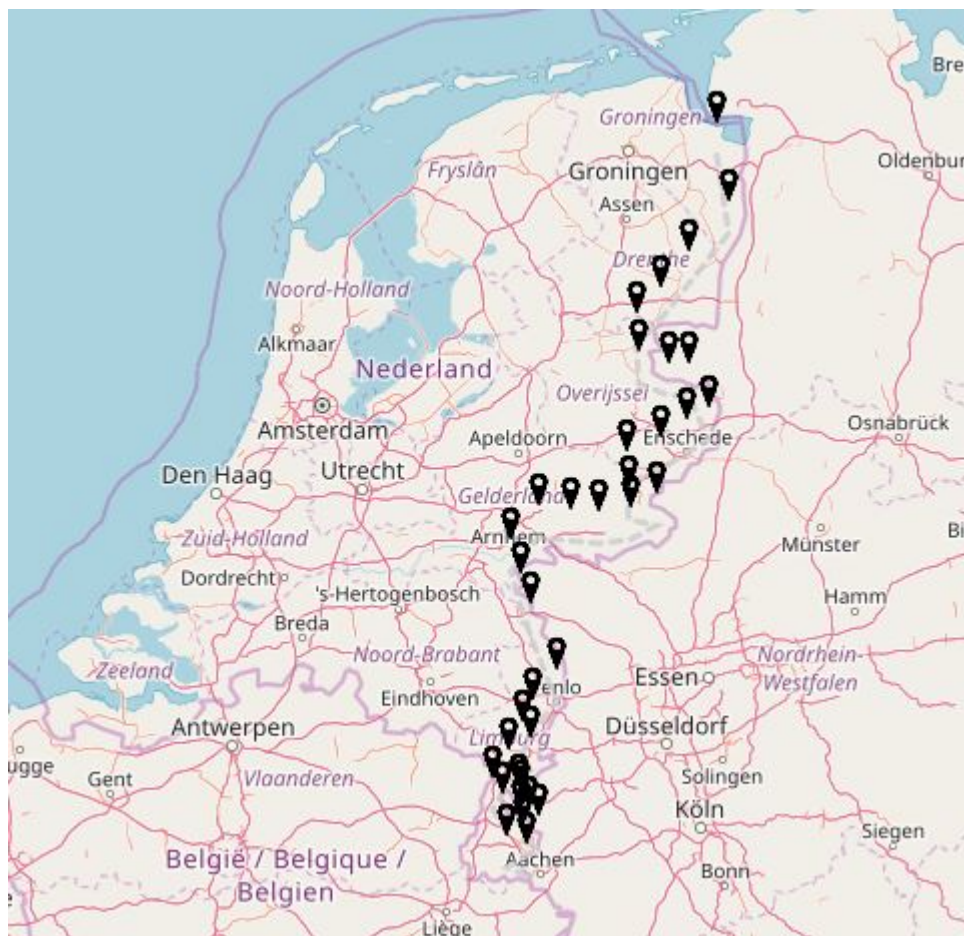 Bre
Groningen
Groningen
Oldenbur
Fryslân
Assen
Drenthe
Noord-Holland
Alkmaar
Nederland
Overijssel
Amsterdam
Apeldoorn
Enschede
Osnabrück
Den Haag
Utrecht
Gelderland
Zuid-Holland
Arnhem
Münster
Bi
Dordrecht
's-Hertogenbosch
Hamm
Breda
Zeeland
Noord-Brabant
Nordrhein-
Westfalen
Eindhoven
enlo
Essen
Antwerpen
Limburg
Düsseldorf
ugge
Gent
Vlaanderen
Solingen
Köln
Siegen
België / Belgique /
Belgien
Aachen
Bonn
Liège